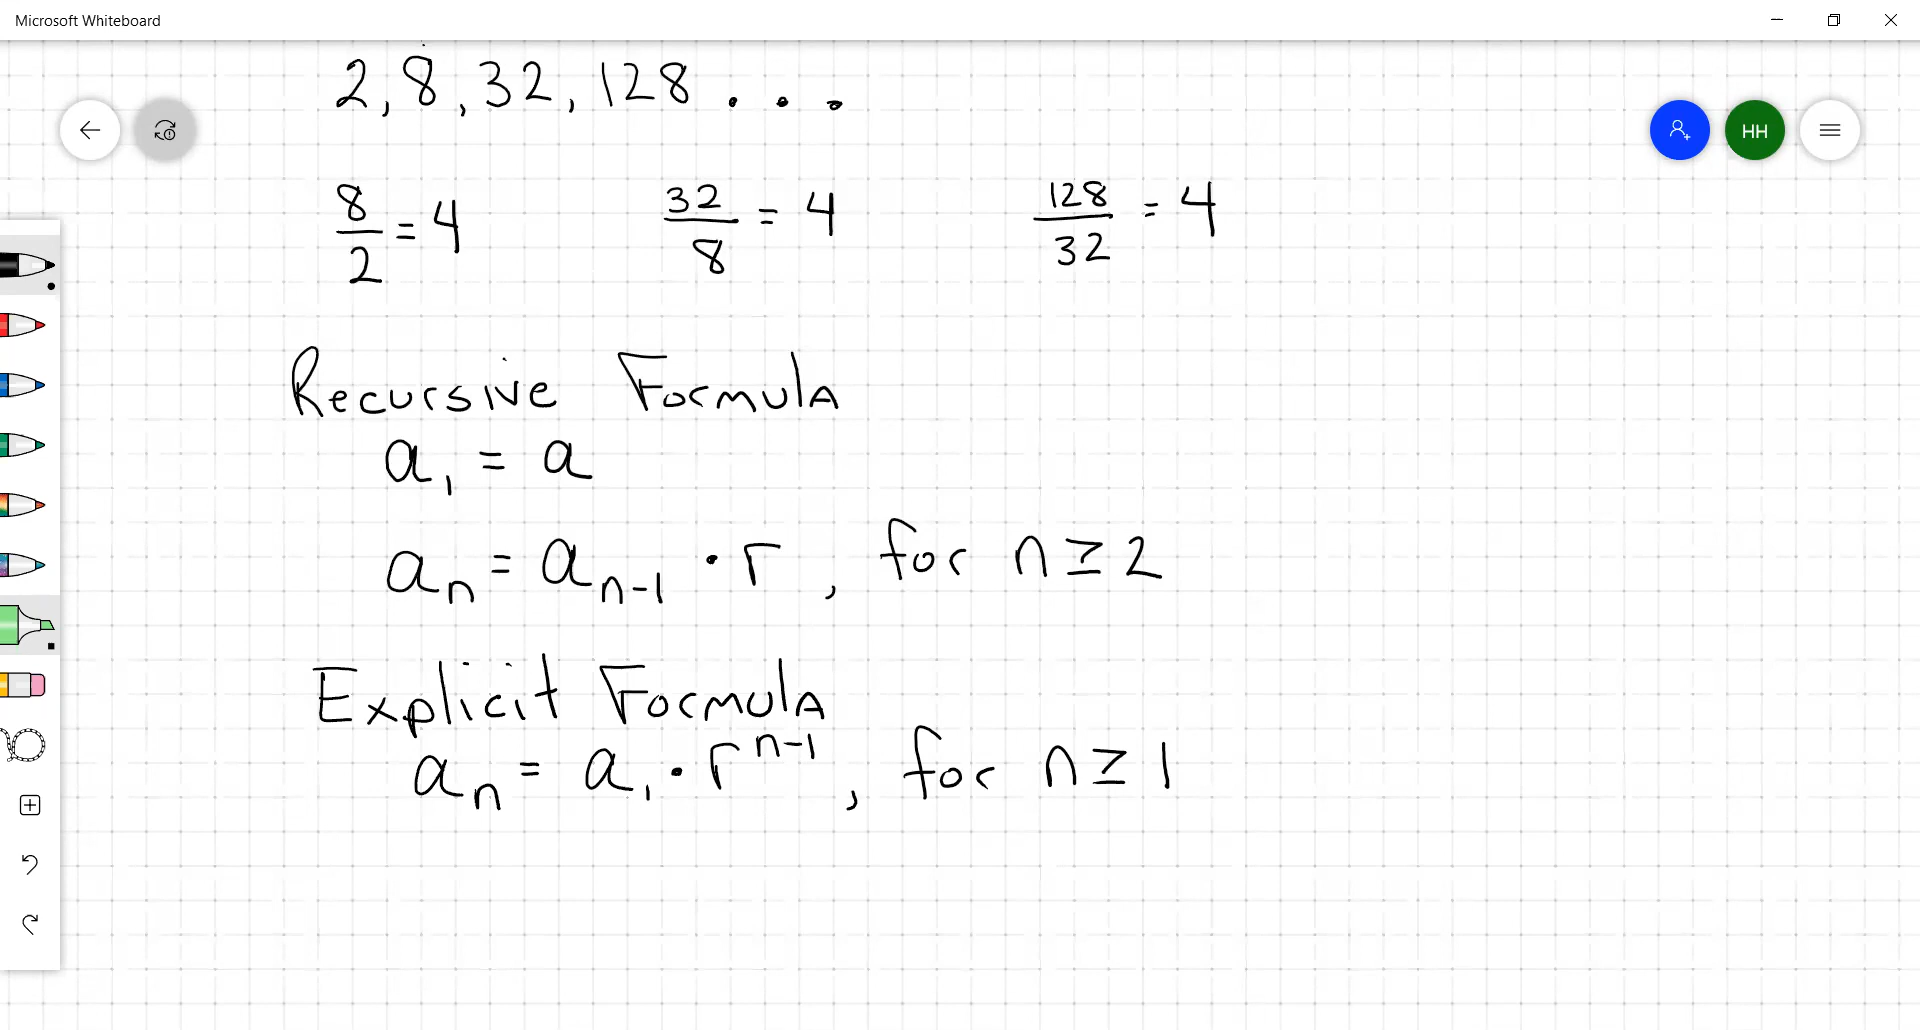 Microsoft Whiteboard
2, 8, 32, 128 . . .
HH
8/2 = 4 32/8 = 4 128/32 = 4
Recursive Formula
a₁ = a
aₙ = aₙ₋₁ · r, for n ≥ 2
Explicit Formula
aₙ = a₁ · rⁿ⁻¹, for n ≥ 1